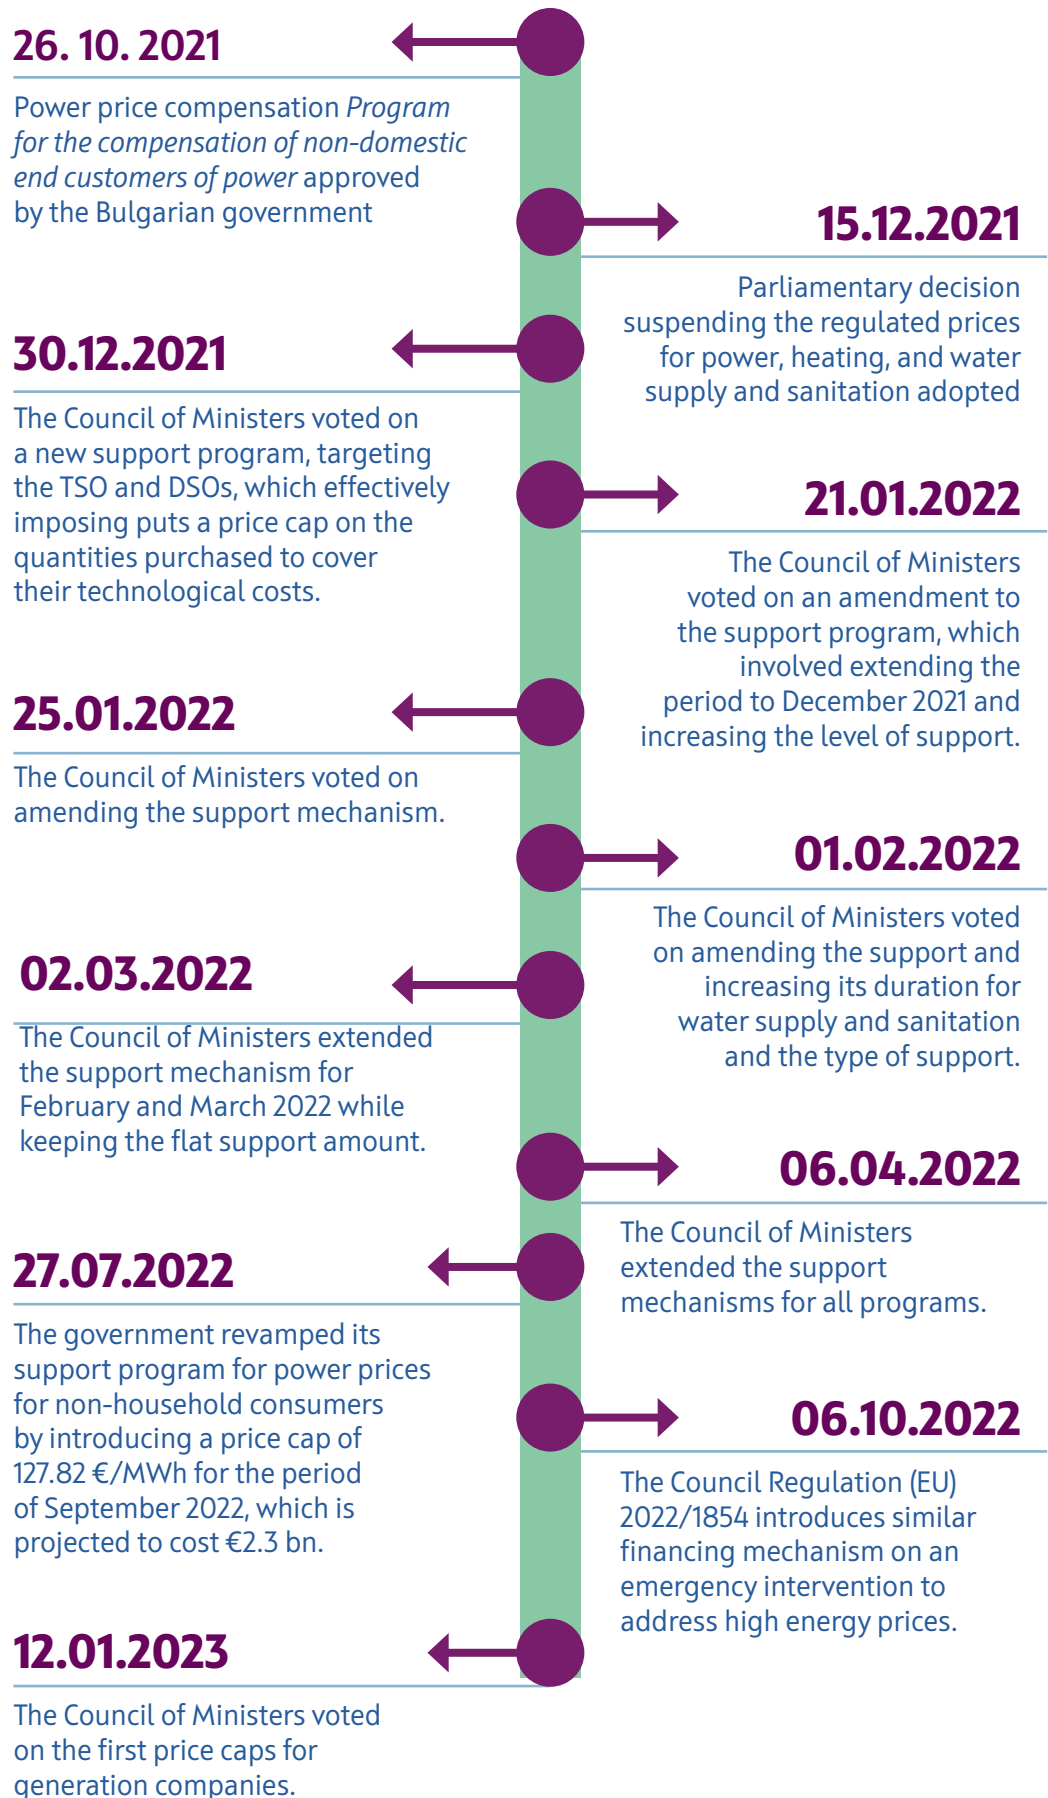 26. 10. 2021
Power price compensation Program
for the compensation of non-domestic
end customers of power approved
by the Bulgarian government
15.12.2021
Parliamentary decision
suspending the regulated prices
for power, heating, and water
supply and sanitation adopted
30.12.2021
The Council of Ministers voted on
a new support program, targeting
the TSO and DSOs, which effectively
imposing puts a price cap on the
quantities purchased to cover
their technological costs.
21.01.2022
The Council of Ministers
voted on an amendment to
the support program, which
involved extending the
period to December 2021 and
increasing the level of support.
25.01.2022
The Council of Ministers voted on
amending the support mechanism.
01.02.2022
The Council of Ministers voted
on amending the support and
increasing its duration for
water supply and sanitation
and the type of support.
02.03.2022
The Council of Ministers extended
the support mechanism for
February and March 2022 while
keeping the flat support amount.
06.04.2022
The Council of Ministers
extended the support
mechanisms for all programs.
27.07.2022
The government revamped its
support program for power prices
for non-household consumers
by introducing a price cap of
127.82 €/MWh for the period
of September 2022, which is
projected to cost €2.3 bn.
06.10.2022
The Council Regulation (EU)
2022/1854 introduces similar
financing mechanism on an
emergency intervention to
address high energy prices.
12.01.2023
The Council of Ministers voted
on the first price caps for
generation companies.